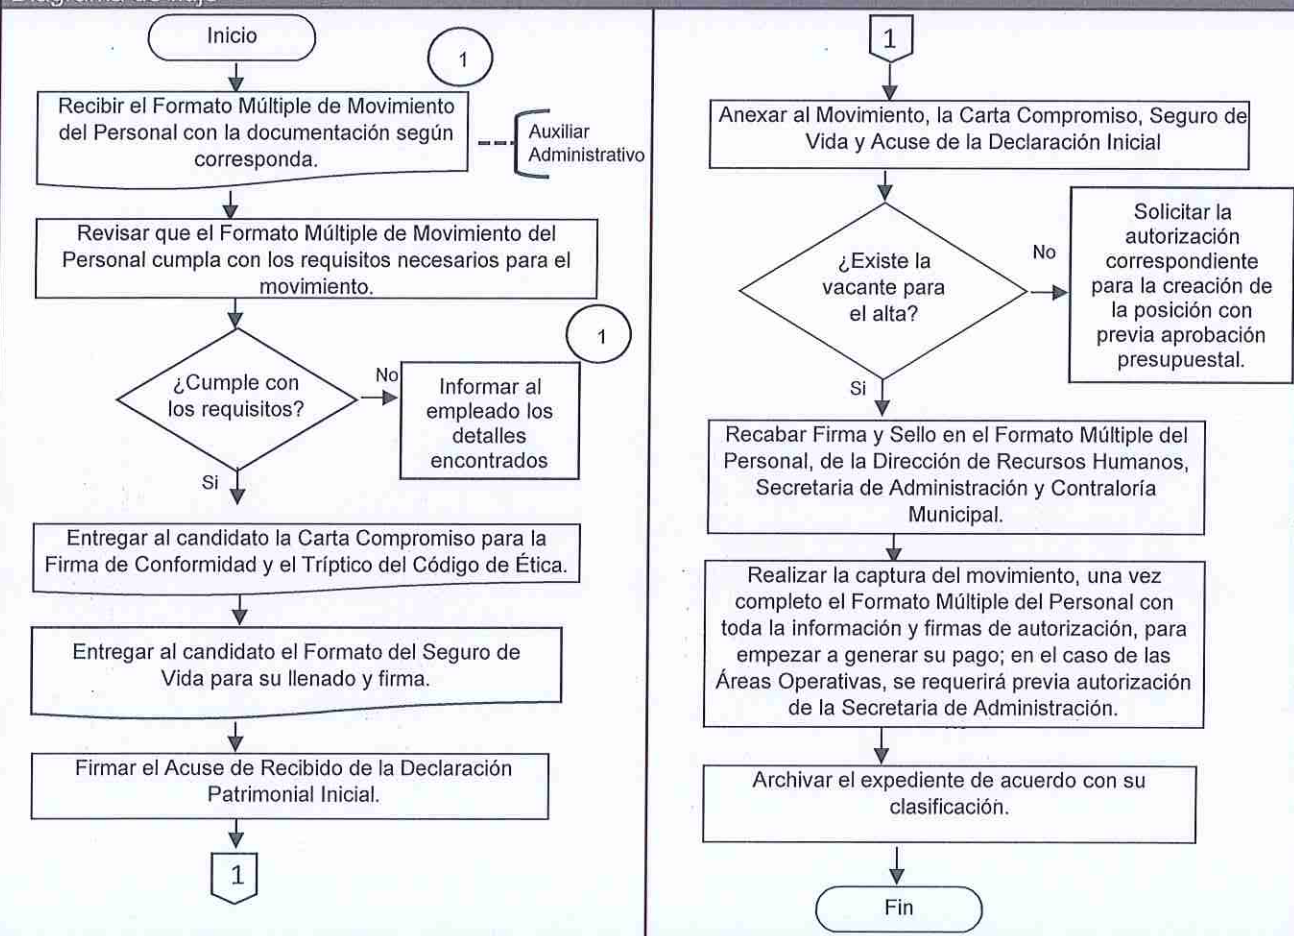 Inicio
1
Recibir el Formato Múltiple de Movimiento
del Personal con la documentación según
corresponda.
Auxiliar
Administrativo
Revisar que el Formato Múltiple de Movimiento del
Personal cumpla con los requisitos necesarios para el
movimiento.
1
¿Cumple con
los requisitos?
No
Informar al
empleado los
detalles
encontrados
Si
Entregar al candidato la Carta Compromiso para la
Firma de Conformidad y el Tríptico del Código de Ética.
Entregar al candidato el Formato del Seguro de
Vida para su llenado y firma.
Firmar el Acuse de Recibido de la Declaración
Patrimonial Inicial.
1
1
Anexar al Movimiento, la Carta Compromiso, Seguro de
Vida y Acuse de la Declaración Inicial
¿Existe la
vacante para
el alta?
No
Solicitar la
autorización
correspondiente
para la creación de
la posición con
previa aprobación
presupuestal.
Si
Recabar Firma y Sello en el Formato Múltiple del
Personal, de la Dirección de Recursos Humanos,
Secretaria de Administración y Contraloría
Municipal.
Realizar la captura del movimiento, una vez
completo el Formato Múltiple del Personal con
toda la información y firmas de autorización, para
empezar a generar su pago; en el caso de las
Áreas Operativas, se requerirá previa autorización
de la Secretaria de Administración.
Archivar el expediente de acuerdo con su
clasificación.
Fin